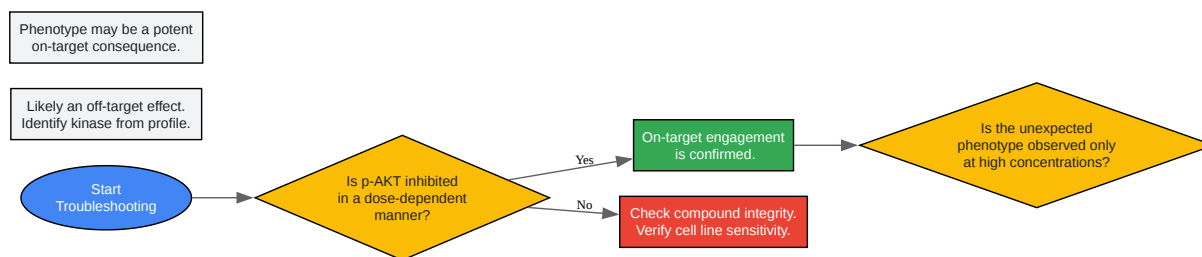 Phenotype may be a potent
on-target consequence.
Likely an off-target effect.
Identify kinase from profile.
Start
Troubleshooting
Is p-AKT inhibited
in a dose-dependent
manner?
Yes
No
On-target engagement
is confirmed.
Check compound integrity.
Verify cell line sensitivity.
Is the unexpected
phenotype observed only
at high concentrations?